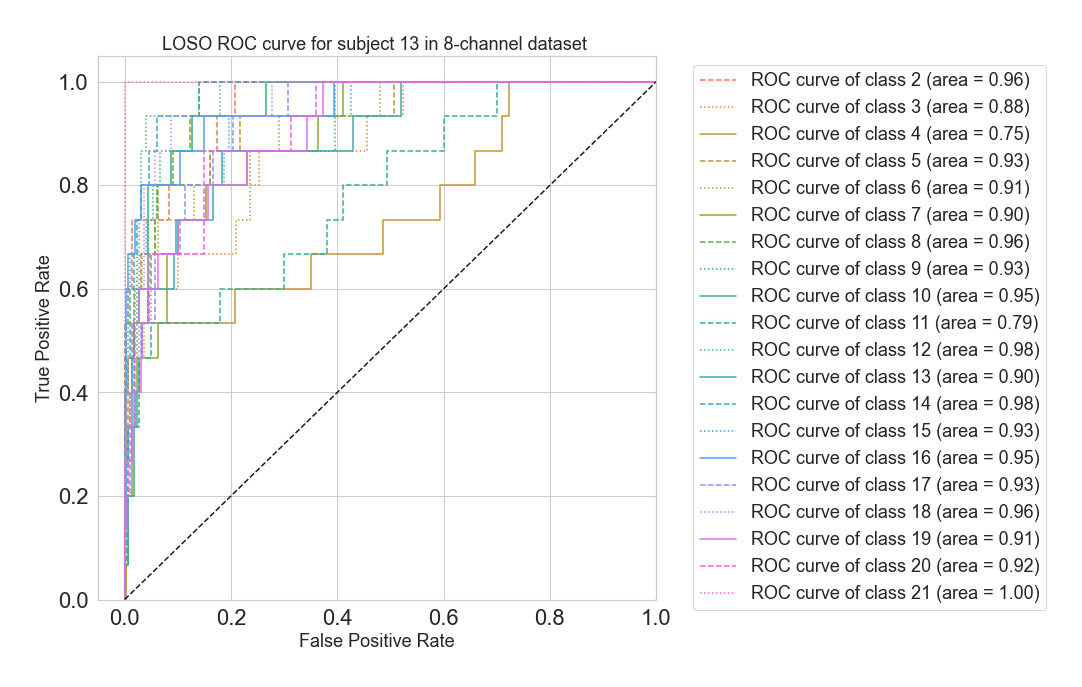 LOSO ROC curve for subject 13 in 8-channel dataset
True Positive Rate
1.0
0.8
0.6
0.4
0.2
0.0
0.0 0.2 0.4 0.6 0.8 1.0
False Positive Rate
ROC curve of class 2 (area = 0.96)
ROC curve of class 3 (area = 0.88)
ROC curve of class 4 (area = 0.75)
ROC curve of class 5 (area = 0.93)
ROC curve of class 6 (area = 0.91)
ROC curve of class 7 (area = 0.90)
ROC curve of class 8 (area = 0.96)
ROC curve of class 9 (area = 0.93)
ROC curve of class 10 (area = 0.95)
ROC curve of class 11 (area = 0.79)
ROC curve of class 12 (area = 0.98)
ROC curve of class 13 (area = 0.90)
ROC curve of class 14 (area = 0.98)
ROC curve of class 15 (area = 0.93)
ROC curve of class 16 (area = 0.95)
ROC curve of class 17 (area = 0.93)
ROC curve of class 18 (area = 0.96)
ROC curve of class 19 (area = 0.91)
ROC curve of class 20 (area = 0.92)
ROC curve of class 21 (area = 1.00)